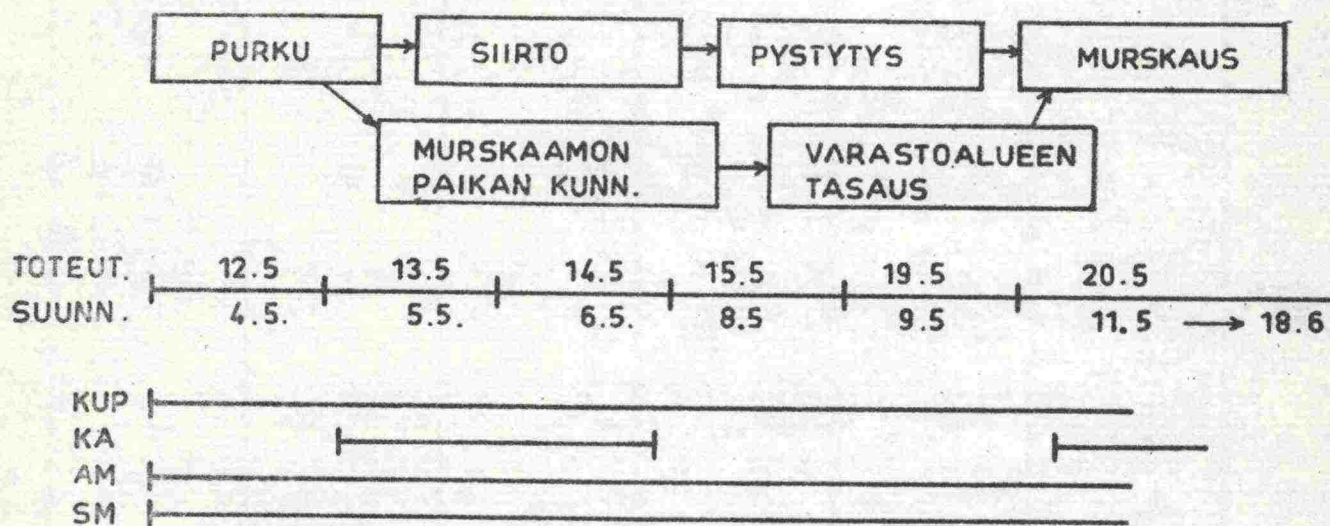 PURKU
SIIRTO
PYSTYTYS
MURSKAUS
MURSKAAMON
PAIKAN KUNN.
VARASTOALUEEN
TASAUS
TOTEUT. 12.5 13.5 14.5 15.5 19.5 20.5
SUUNN. 4.5. 5.5. 6.5. 8.5 9.5 11.5 → 18.6
KUP
KA
AM
SM